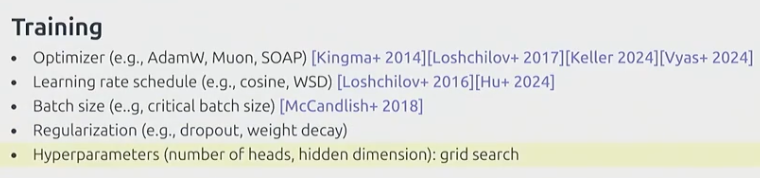 Training
• Optimizer (e.g., AdamW, Muon, SOAP) [Kingma+ 2014][Loshchilov+ 2017][Keller 2024][Vyas+ 2024]
• Learning rate schedule (e.g., cosine, WSD) [Loshchilov+ 2016][Hu+ 2024]
• Batch size (e..g, critical batch size) [McCandlish+ 2018]
• Regularization (e.g., dropout, weight decay)
• Hyperparameters (number of heads, hidden dimension): grid search